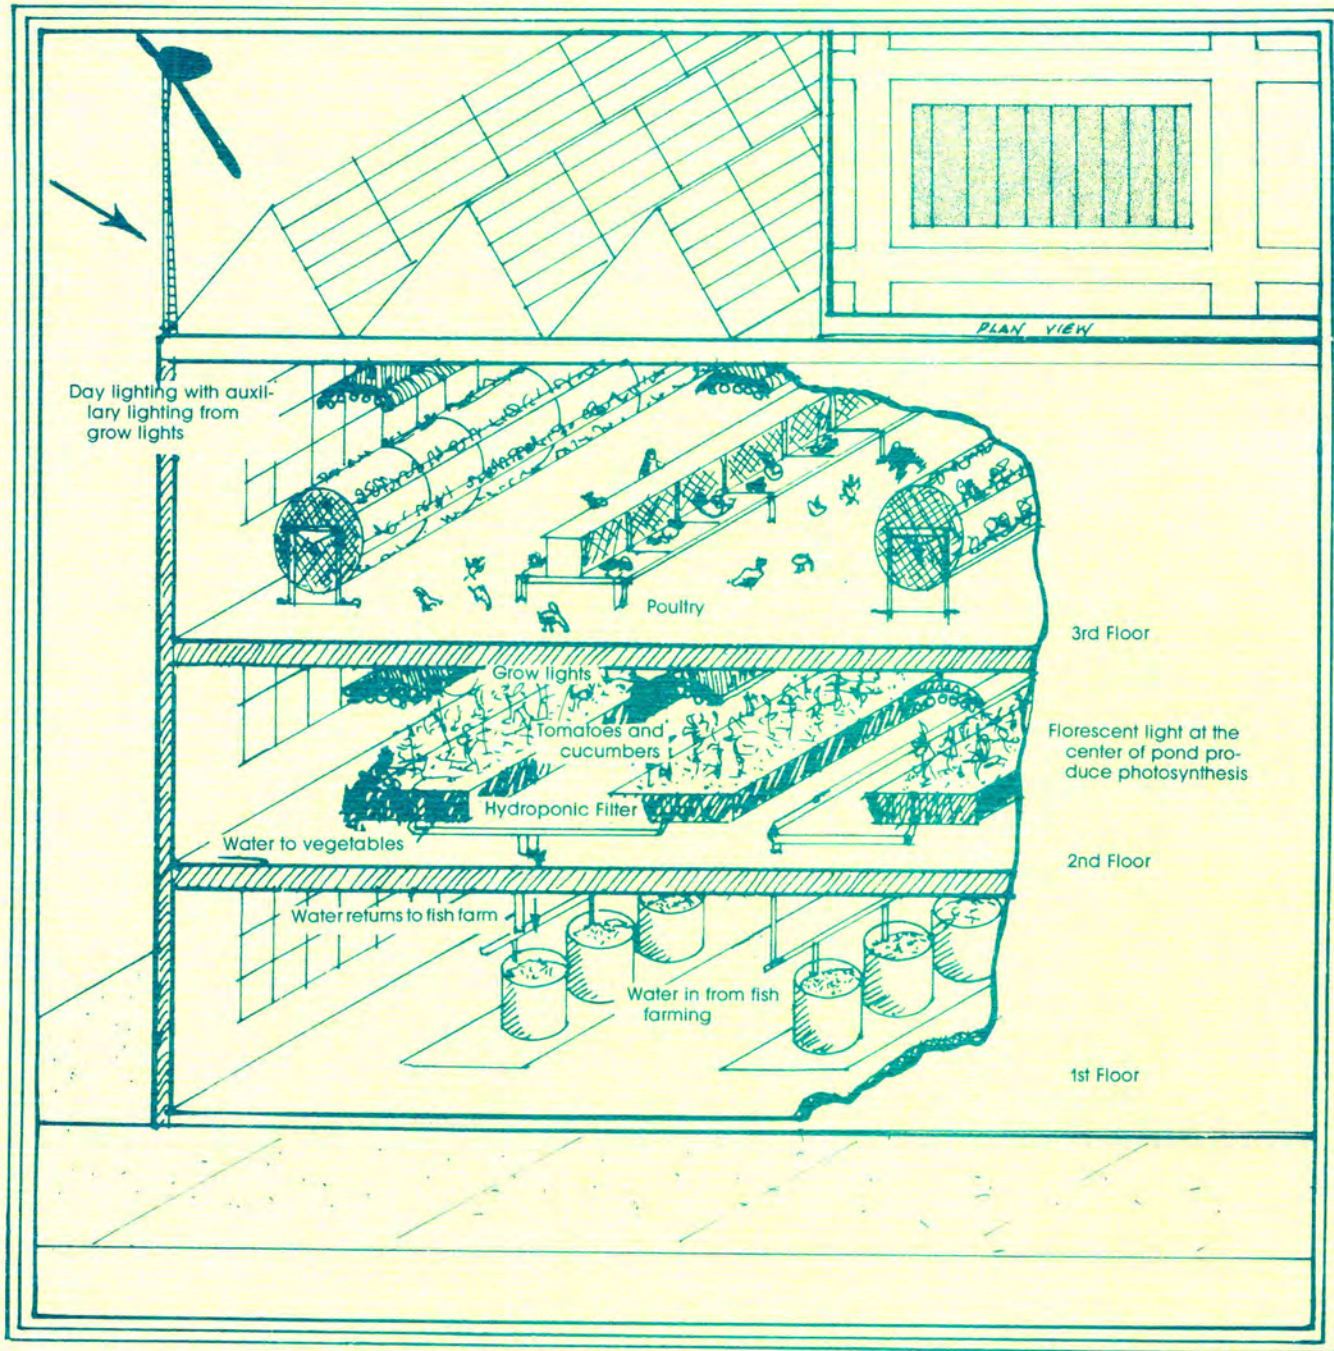 PLAN VIEW
Day lighting with auxil-
lary lighting from
grow lights
Poultry
3rd Floor
Grow lights
Tomatoes and
cucumbers
Florescent light at the
center of pond pro-
duce photosynthesis
Hydroponic Filter
Water to vegetables
2nd Floor
Water returns to fish farm
Water in from fish
farming
1st Floor